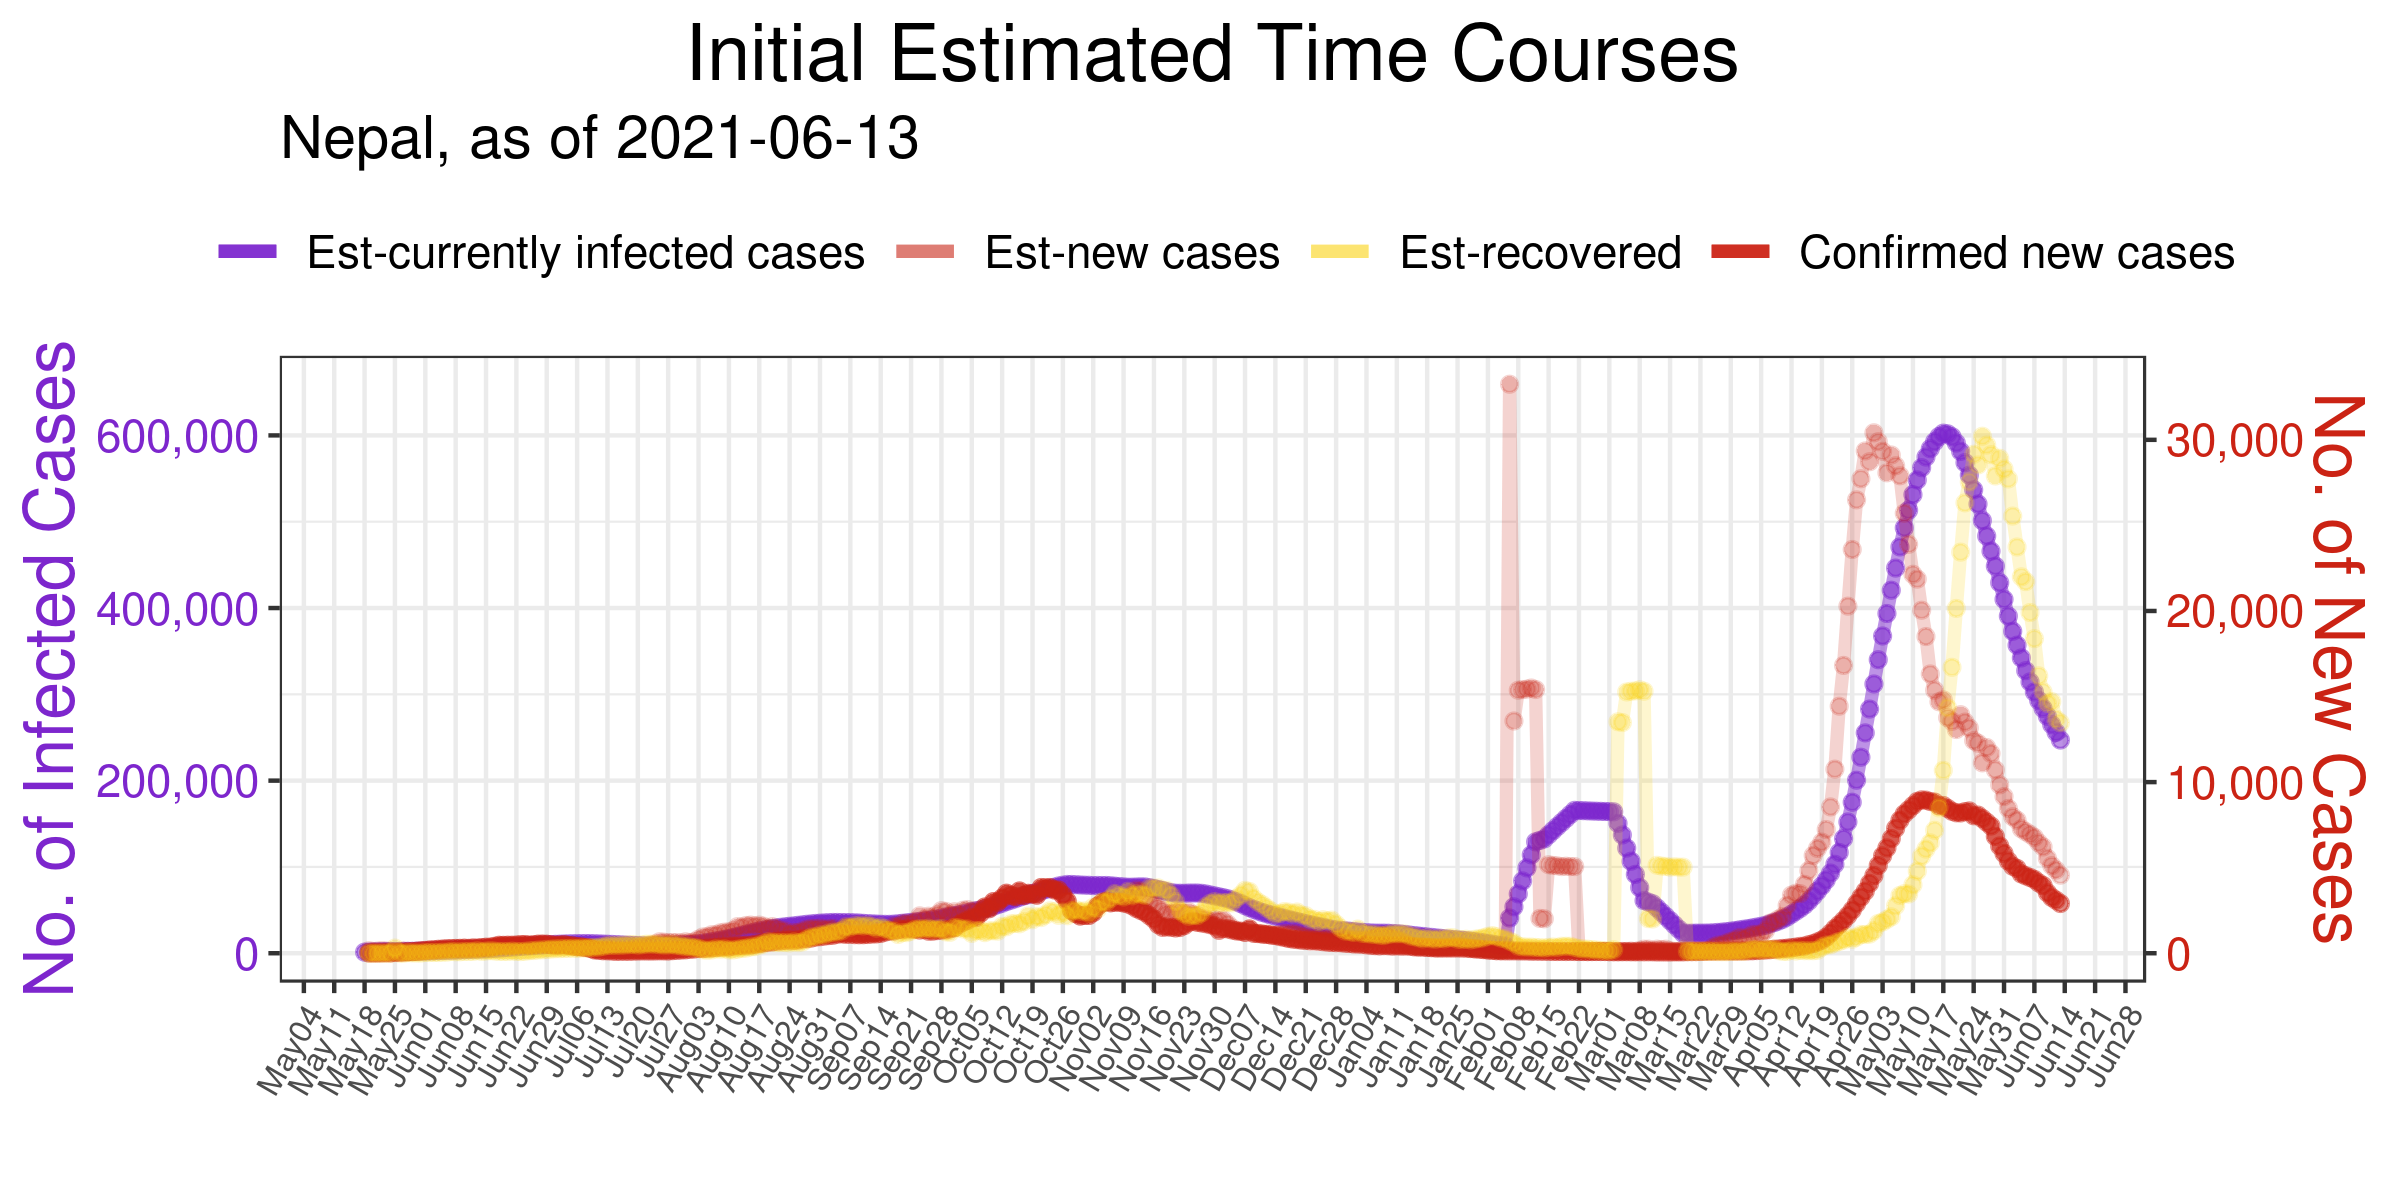 Initial Estimated Time Courses
Nepal, as of 2021-06-13
Est-currently infected cases Est-new cases Est-recovered Confirmed new cases
No. of Infected Cases
600,000
400,000
200,000
0
30,000
20,000
10,000
0
No. of New Cases
May04 May11 May18 May25 Jun01 Jun08 Jun15 Jun22 Jun29 Jul06 Jul13 Jul20 Jul27 Aug03 Aug10 Aug17 Aug24 Aug31 Sep07 Sep14 Sep21 Sep28 Oct05 Oct12 Oct19 Oct26 Nov02 Nov09 Nov16 Nov23 Nov30 Dec07 Dec14 Dec21 Dec28 Jan04 Jan11 Jan18 Jan25 Feb01 Feb08 Feb15 Feb22 Mar01 Mar08 Mar15 Mar22 Mar29 Apr05 Apr12 Apr19 Apr26 May03 May10 May17 May24 May31 Jun07 Jun14 Jun21 Jun28